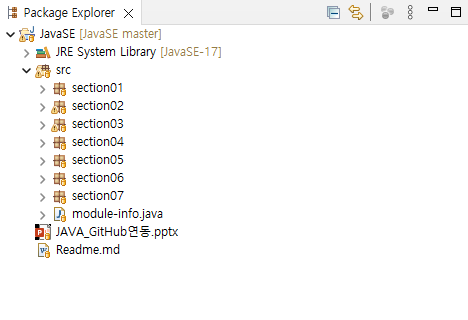 Package Explorer
JavaSE [JavaSE master]
JRE System Library [JavaSE-17]
src
section01
section02
section03
section04
section05
section06
section07
module-info.java
JAVA_GitHub연동.pptx
Readme.md